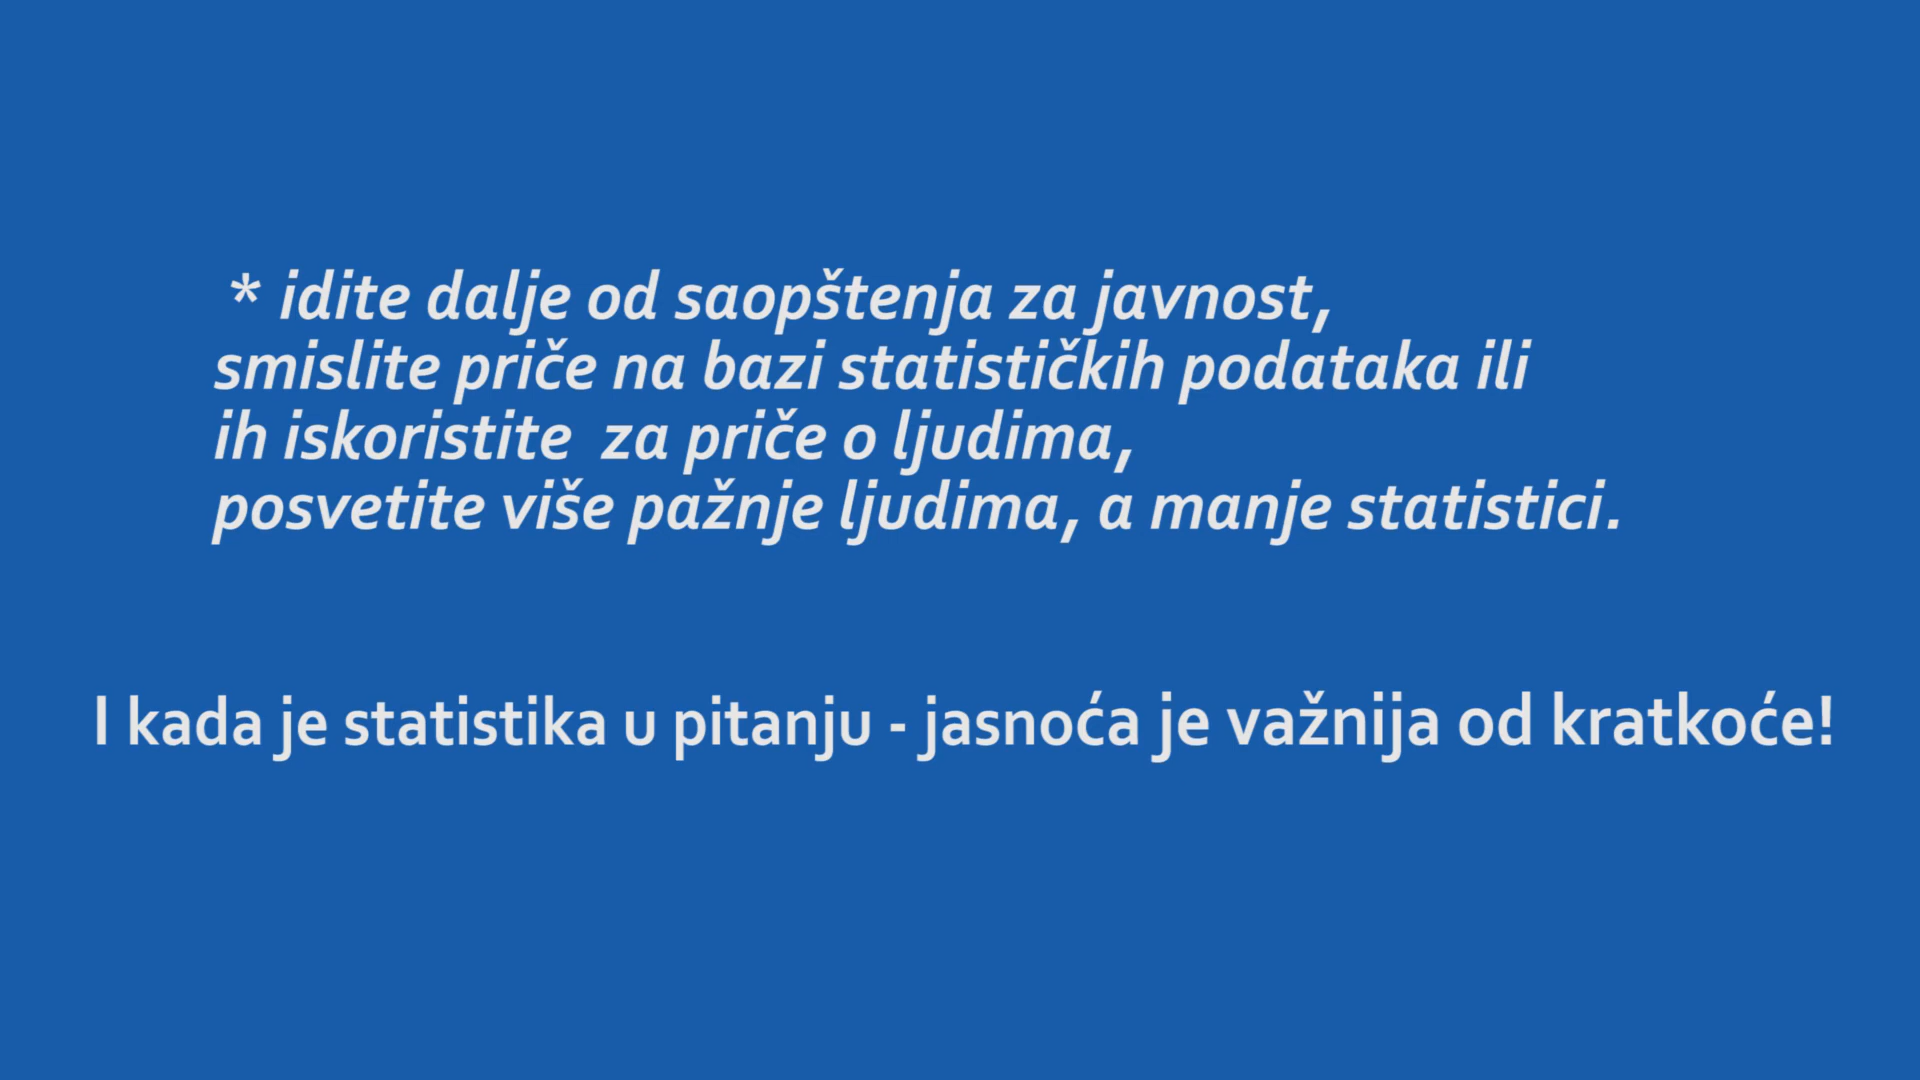 * idite dalje od saopštenja za javnost,
smislite priče na bazi statističkih podataka ili
ih iskoristite  za priče o ljudima,
posvetite više pažnje ljudima, a manje statistici.
I kada je statistika u pitanju - jasnoća je važnija od kratkoće!